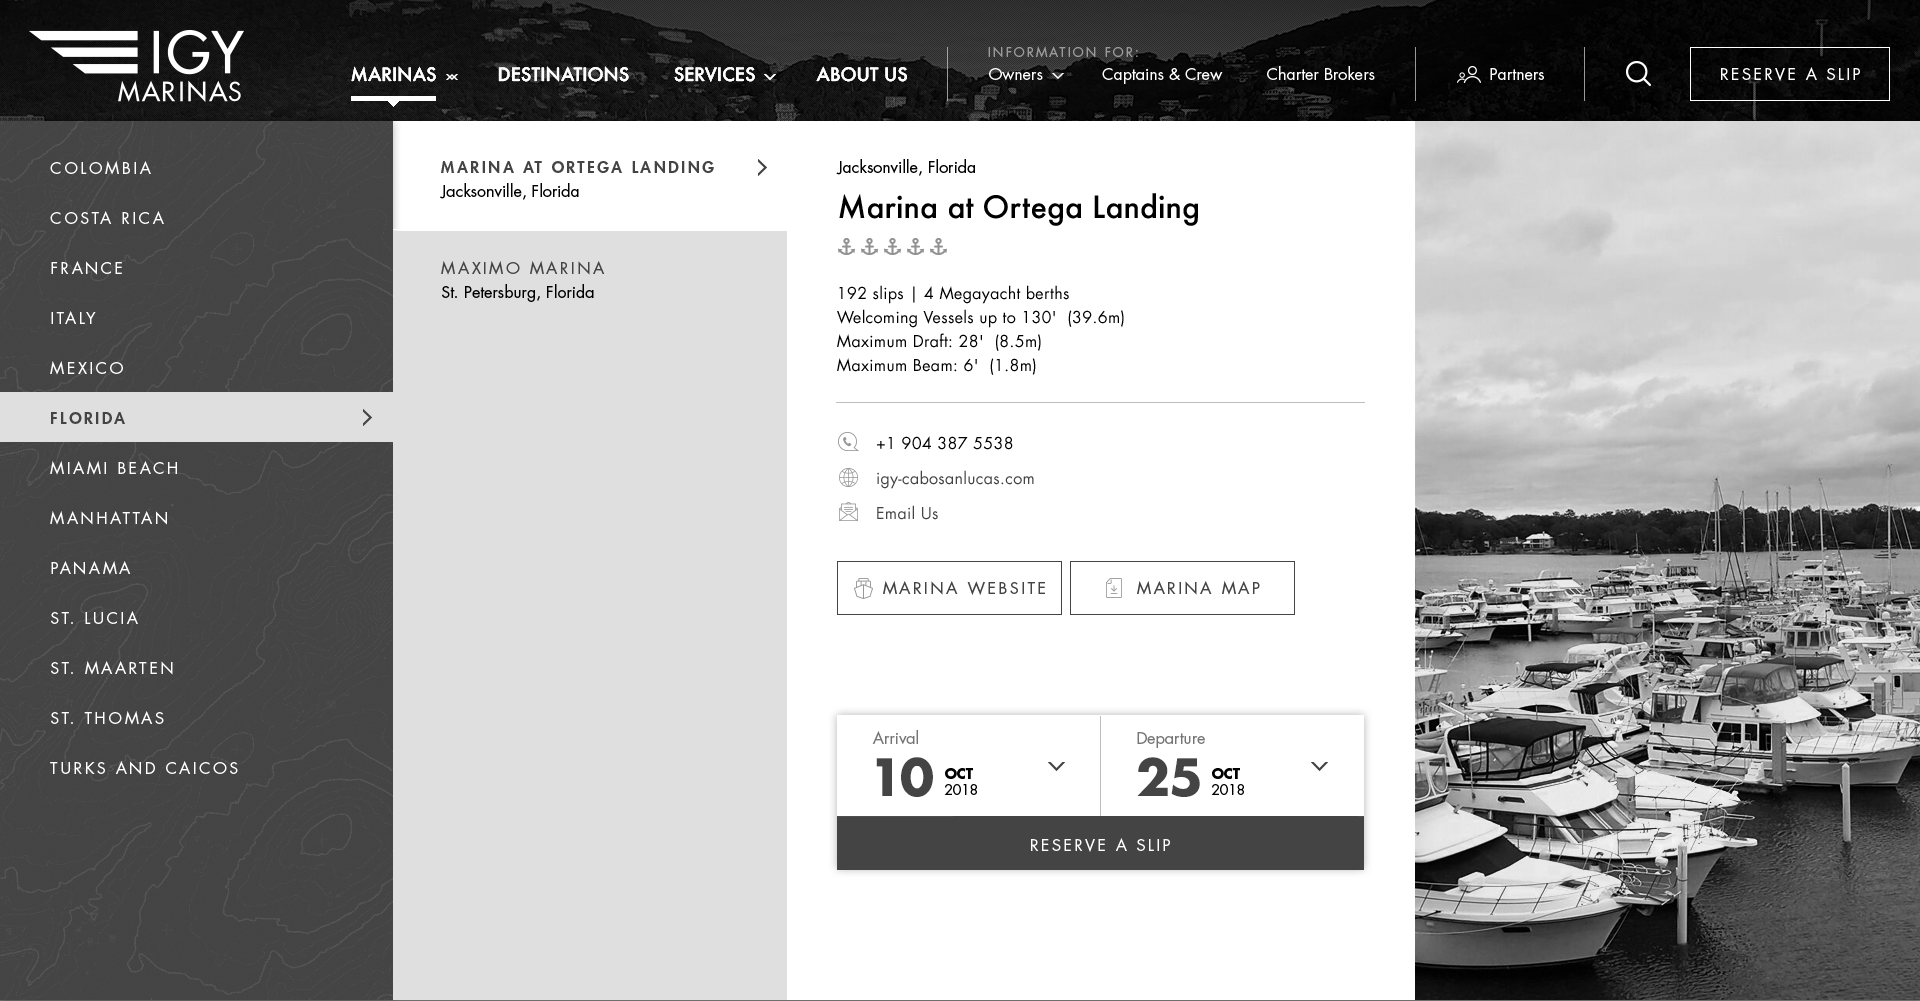 IGY
MARINAS
MARINAS
DESTINATIONS
SERVICES
ABOUT US
INFORMATION FOR:
Owners
Captains & Crew
Charter Brokers
Partners
RESERVE A SLIP
COLOMBIA
COSTA RICA
FRANCE
ITALY
MEXICO
FLORIDA
MIAMI BEACH
MANHATTAN
PANAMA
ST. LUCIA
ST. MAARTEN
ST. THOMAS
TURKS AND CAICOS
MARINA AT ORTEGA LANDING
Jacksonville, Florida
MAXIMO MARINA
St. Petersburg, Florida
Jacksonville, Florida
Marina at Ortega Landing
192 slips | 4 Megayacht berths
Welcoming Vessels up to 130' (39.6m)
Maximum Draft: 28' (8.5m)
Maximum Beam: 6' (1.8m)
+1 904 387 5538
igy-cabosanlucas.com
Email Us
MARINA WEBSITE
MARINA MAP
Arrival
10 OCT
2018
Departure
25 OCT
2018
RESERVE A SLIP